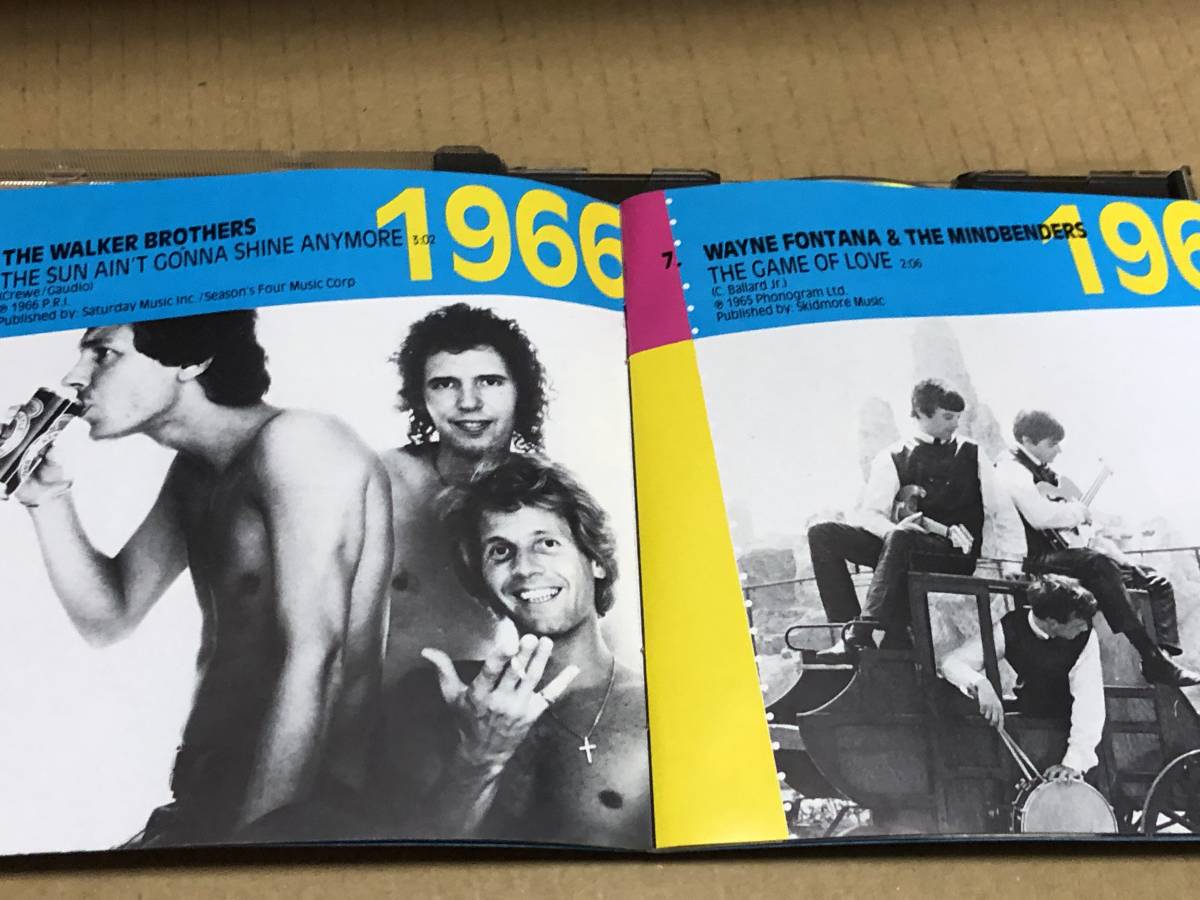 THE WALKER BROTHERS
THE SUN AIN'T GONNA SHINE ANYMORE 3:02
(Crewe/Gaudio)
℗ 1966 P.R.I.
Published by: Saturday Music Inc./Season's Four Music Corp
1966
7.
WAYNE FONTANA & THE MINDBENDERS
THE GAME OF LOVE 2:06
(C. Ballard Jr.)
℗ 1965 Phonogram Ltd.
Published by: Skidmore Music
196